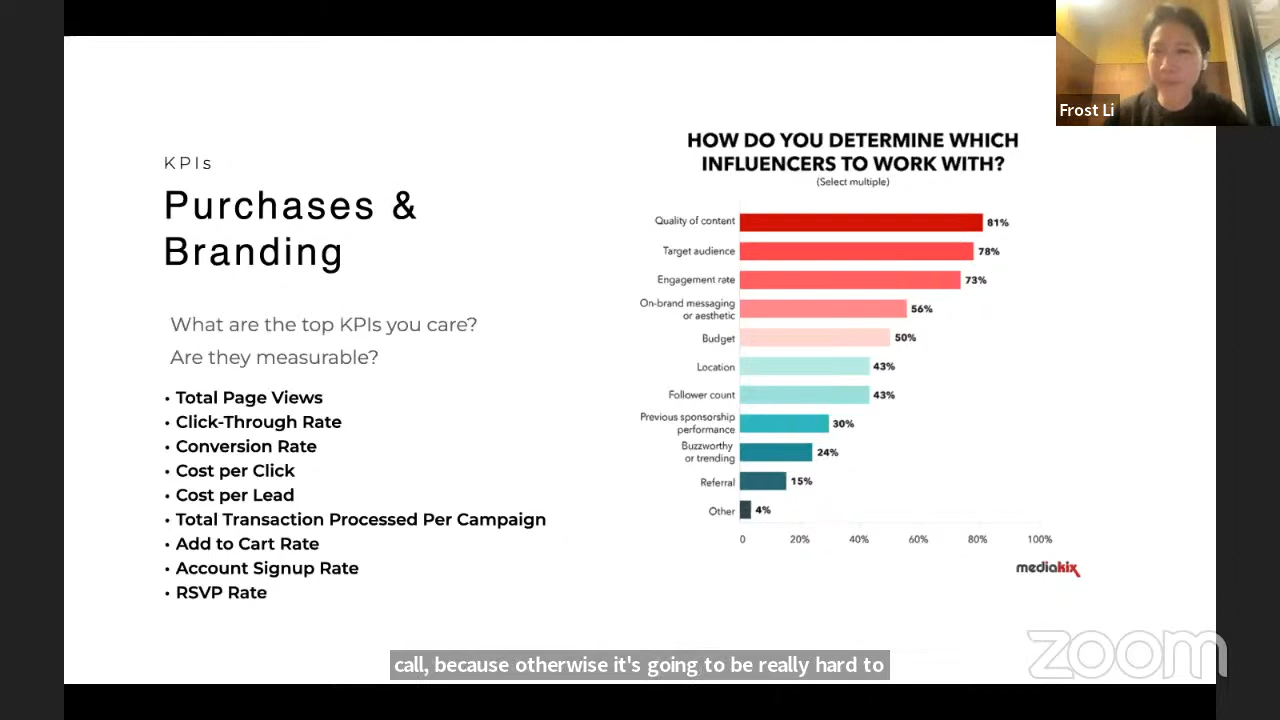 Frost Li
KPIs
Purchases &
Branding
What are the top KPIs you care?
Are they measurable?
• Total Page Views
• Click-Through Rate
• Conversion Rate
• Cost per Click
• Cost per Lead
• Total Transaction Processed Per Campaign
• Add to Cart Rate
• Account Signup Rate
• RSVP Rate
HOW DO YOU DETERMINE WHICH
INFLUENCERS TO WORK WITH?
(Select multiple)
Quality of content 81%
Target audience 78%
Engagement rate 73%
On-brand messaging
or aesthetic 56%
Budget 50%
Location 43%
Follower count 43%
Previous sponsorship
performance 30%
Buzzworthy
or trending 24%
Referral 15%
Other 4%
0 20% 40% 60% 80% 100%
mediakix
call, because otherwise it's going to be really hard to
zoom